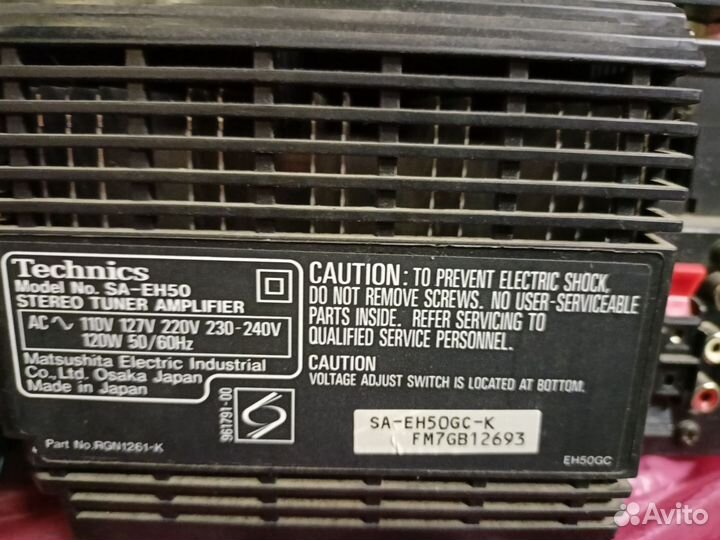 Technics
Model No. SA-EH50
STEREO TUNER AMPLIFIER
AC ∿ 110V 127V 220V 230-240V
120W 50/60Hz
Matsushita Electric Industrial
Co., Ltd. Osaka Japan
Made in Japan
961791-00
Part No. RGN1261-K
CAUTION: TO PREVENT ELECTRIC SHOCK,
DO NOT REMOVE SCREWS. NO USER-SERVICEABLE
PARTS INSIDE. REFER SERVICING TO
QUALIFIED SERVICE PERSONNEL.
CAUTION
VOLTAGE ADJUST SWITCH IS LOCATED AT BOTTOM.
SA-EH50GC-K
FM7GB12693
EH50GC
Avito